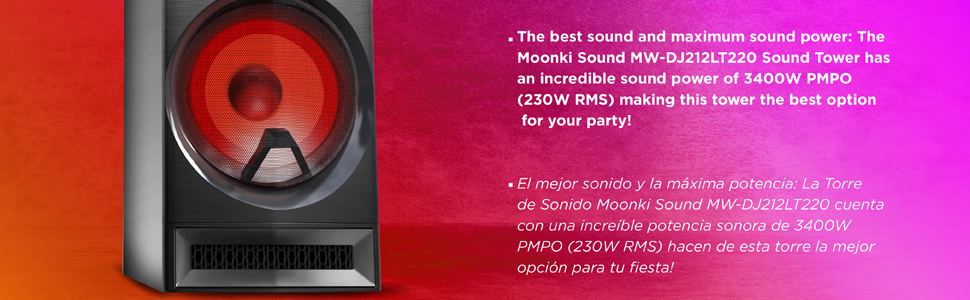 ▪ The best sound and maximum sound power: The
Moonki Sound MW-DJ212LT220 Sound Tower has
an incredible sound power of 3400W PMPO
(230W RMS) making this tower the best option
for your party!
▪ El mejor sonido y la máxima potencia: La Torre
de Sonido Moonki Sound MW-DJ212LT220 cuenta
con una increíble potencia sonora de 3400W
PMPO (230W RMS) hacen de esta torre la mejor
opción para tu fiesta!